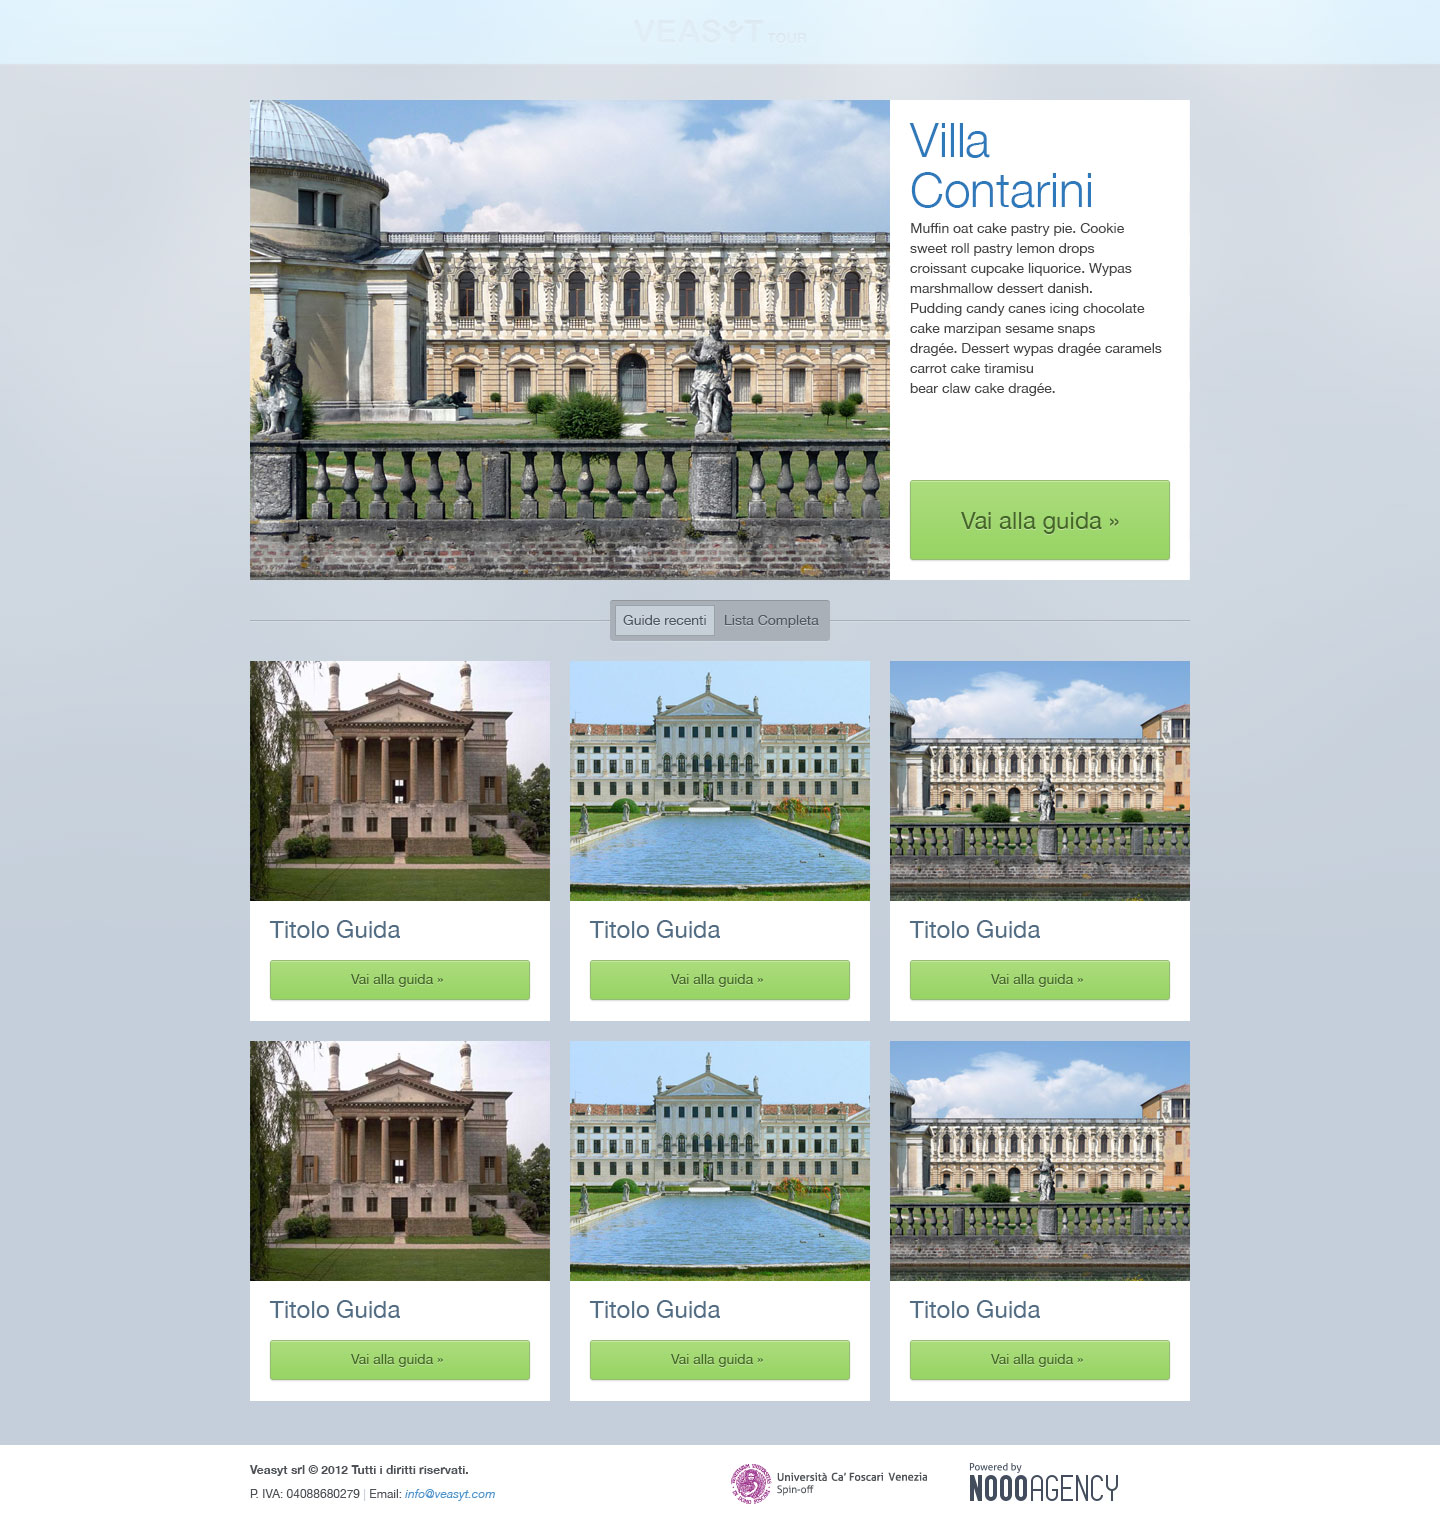 VEASYT TOUR
Villa
Contarini
Muffin oat cake pastry pie. Cookie
sweet roll pastry lemon drops
croissant cupcake liquorice. Wypas
marshmallow dessert danish.
Pudding candy canes icing chocolate
cake marzipan sesame snaps
dragée. Dessert wypas dragée caramels
carrot cake tiramisu
bear claw cake dragée.
Vai alla guida »
Guide recenti Lista Completa
Titolo Guida Titolo Guida Titolo Guida
Vai alla guida » Vai alla guida » Vai alla guida »
Titolo Guida Titolo Guida Titolo Guida
Vai alla guida » Vai alla guida » Vai alla guida »
Veasyt srl © 2012 Tutti i diritti riservati.
P. IVA: 04088680279 | Email: info@veasyt.com
Università Ca' Foscari Venezia
Spin-off
Powered by
NOOOAGENCY